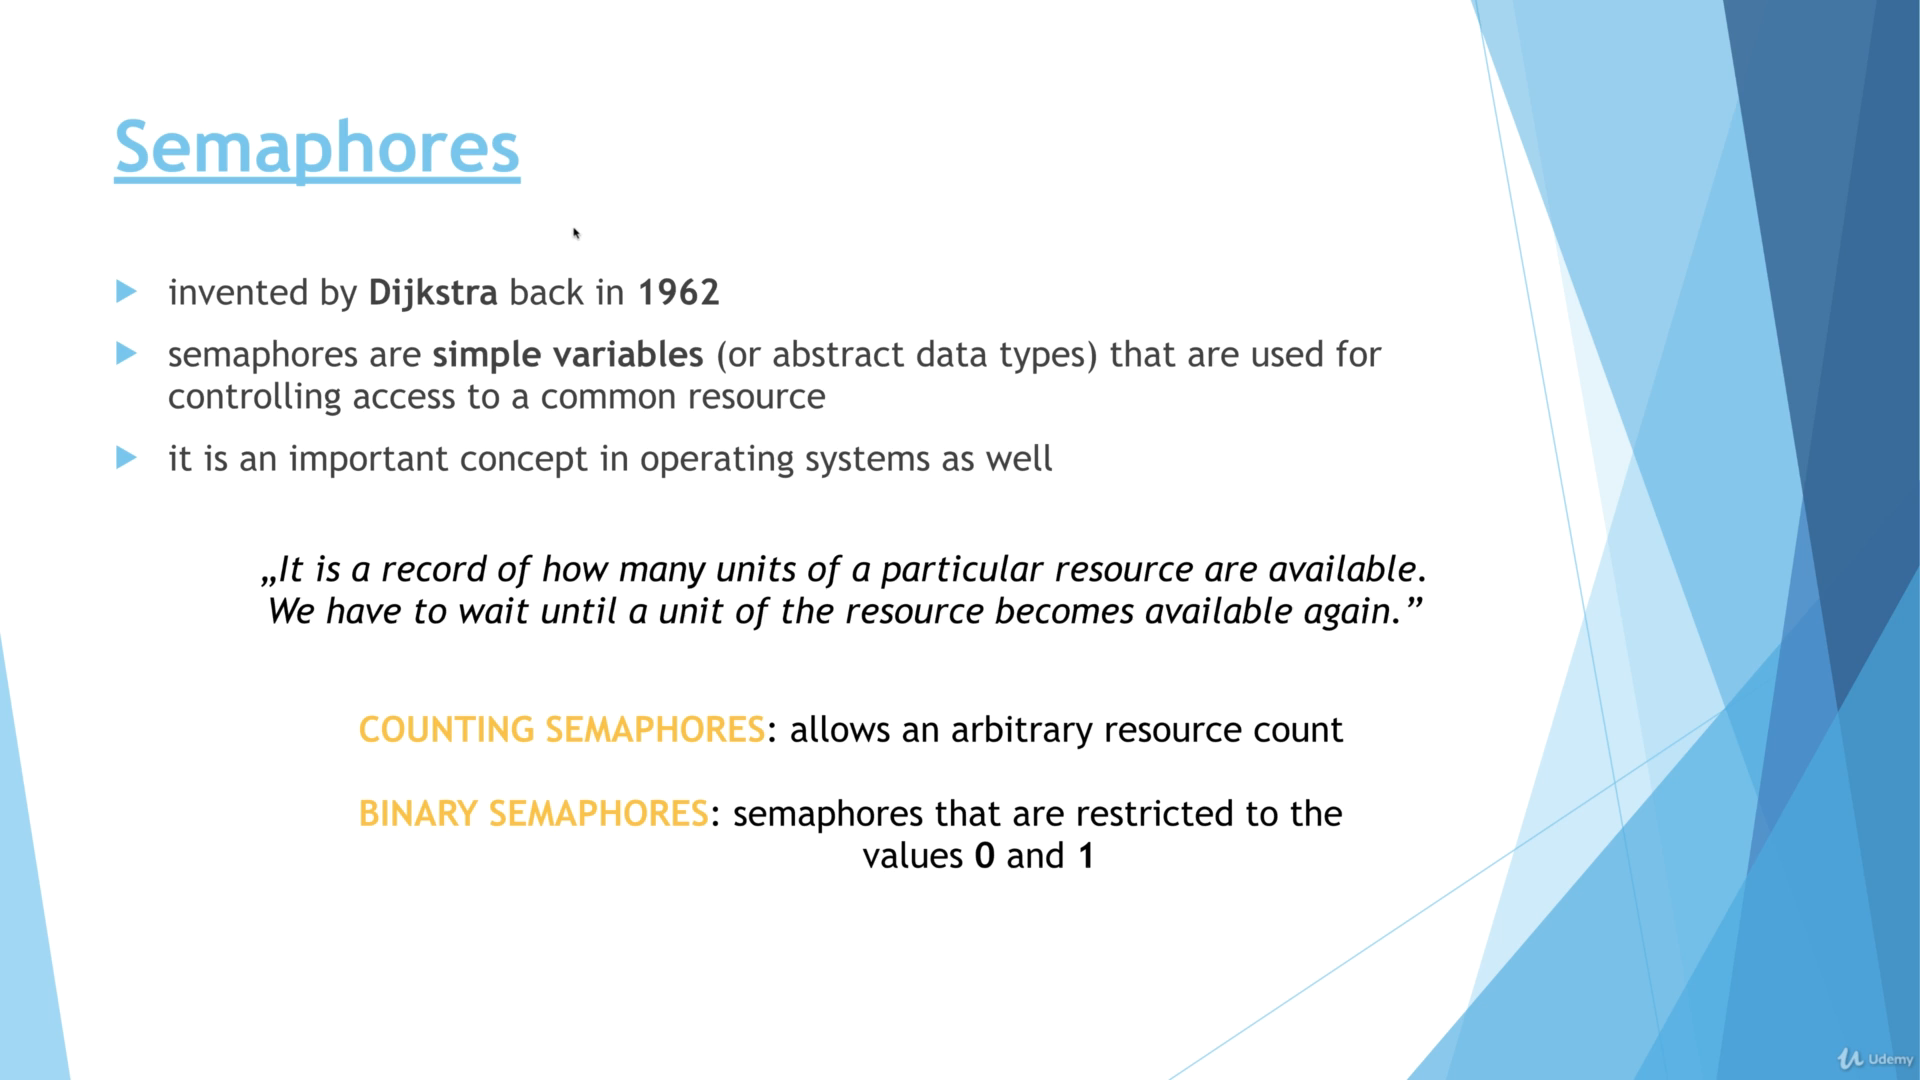 Semaphores
invented by Dijkstra back in 1962
semaphores are simple variables (or abstract data types) that are used for
controlling access to a common resource
it is an important concept in operating systems as well
„It is a record of how many units of a particular resource are available.
We have to wait until a unit of the resource becomes available again.”
COUNTING SEMAPHORES: allows an arbitrary resource count
BINARY SEMAPHORES: semaphores that are restricted to the
values 0 and 1
Udemy